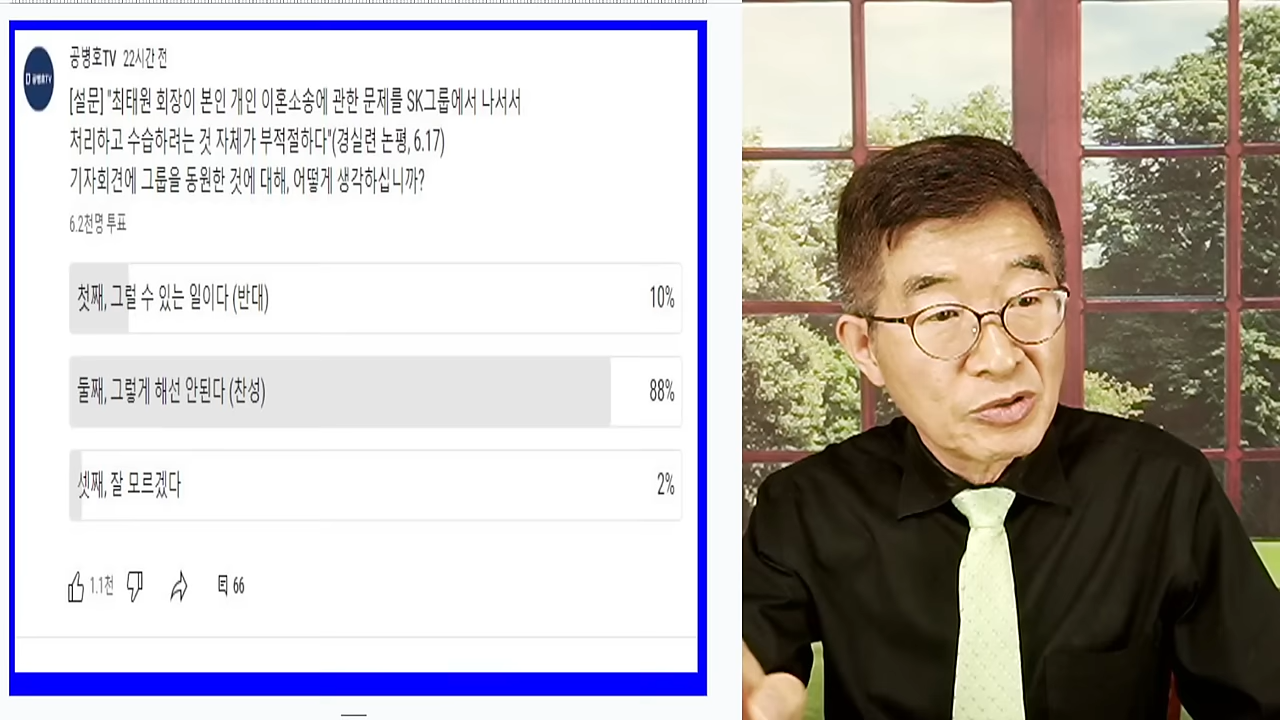 공병호TV 22시간 전
공병호TV
[설문] "최태원 회장이 본인 개인 이혼소송에 관한 문제를 SK그룹에서 나서서
처리하고 수습하려는 것 자체가 부적절하다"(경실련 논평, 6.17)
기자회견에 그룹을 동원한 것에 대해, 어떻게 생각하십니까?
6.2천명 투표
첫째, 그럴 수 있는 일이다 (반대) 10%
둘째, 그렇게 해선 안된다 (찬성) 88%
셋째, 잘 모르겠다 2%
1.1천 66